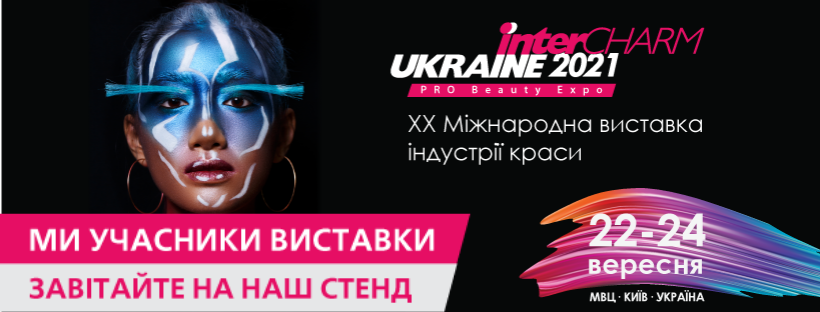 interCHARM
UKRAINE 2021
PRO Beauty Expo
XX Міжнародна виставка
індустрії краси
22-24
вересня
МВЦ · КИЇВ · УКРАЇНА
МИ УЧАСНИКИ ВИСТАВКИ
ЗАВІТАЙТЕ НА НАШ СТЕНД